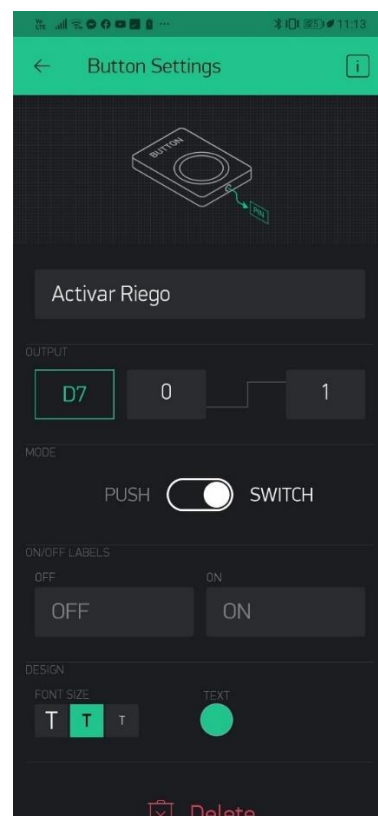 11:13
Button Settings
i
BUTTON
PIN
Activar Riego
OUTPUT
D7 0 1
MODE
PUSH SWITCH
ON/OFF LABELS
OFF ON
OFF ON
DESIGN
FONT SIZE TEXT
T T T
Delete